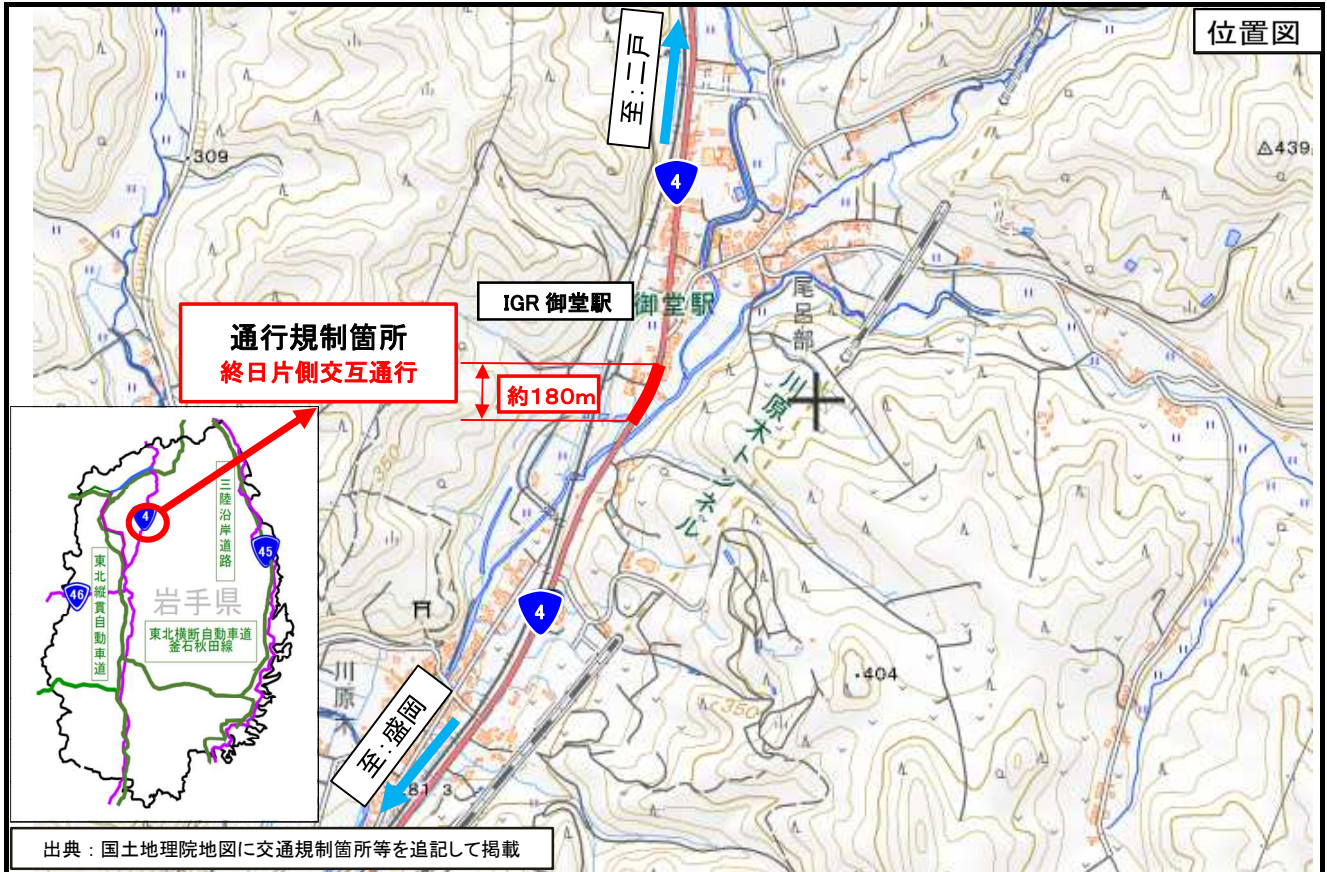 位置図
至:二戸
309
439
4
IGR 御堂駅
御堂駅
尾呂部
通行規制箇所
終日片側交互通行
約180m
川原木トンネル
350
4
三陸沿岸道路
45
東北縦貫自動車道
46
岩手県
東北横断自動車道
釜石秋田線
4
404
350
川原木
至:盛岡
出典：国土地理院地図に交通規制箇所等を追記して掲載